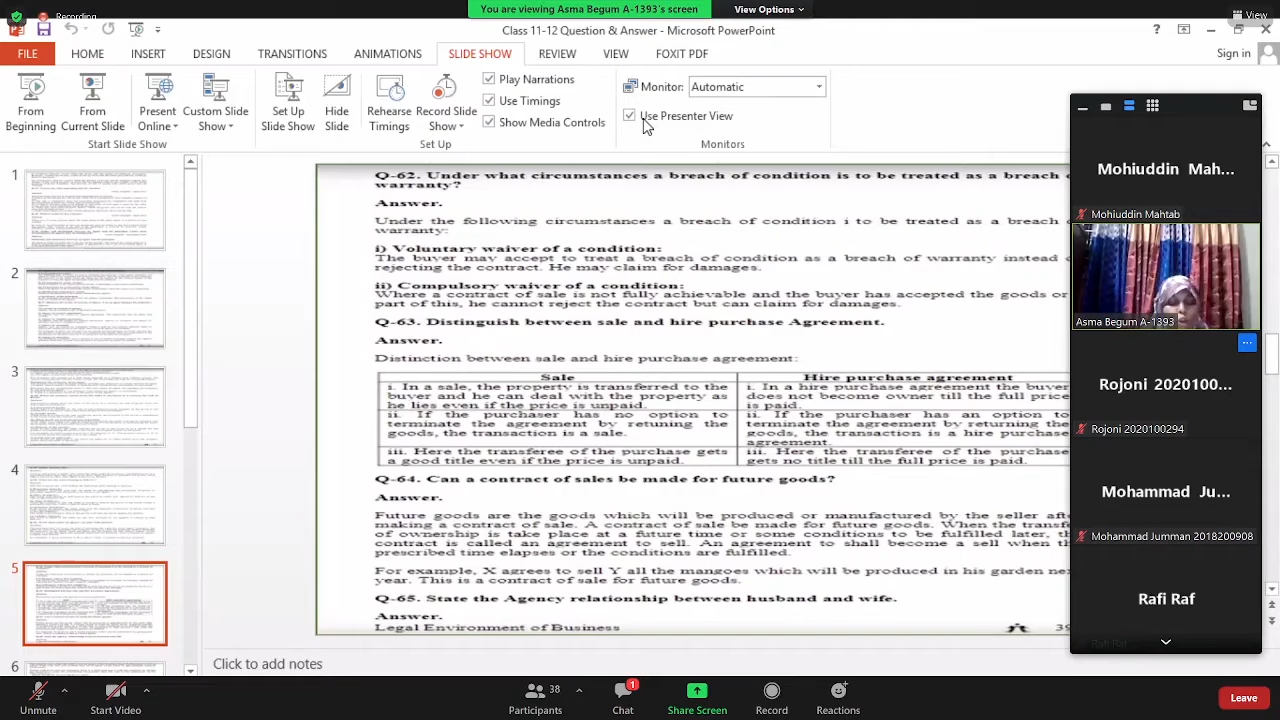 Recording
You are viewing Asma Begum A-1393's screen
View Options
View
Class 11-12 Question & Answer - Microsoft PowerPoint
FILE HOME INSERT DESIGN TRANSITIONS ANIMATIONS SLIDE SHOW REVIEW VIEW FOXIT PDF
Sign in
From Beginning
From Current Slide
Present Online
Custom Slide Show
Set Up Slide Show
Hide Slide
Rehearse Timings
Record Slide Show
Play Narrations
Use Timings
Show Media Controls
Monitor: Automatic
Use Presenter View
Start Slide Show
Set Up
Monitors
1
2
3
4
5
6
Q-62. Under what circumstances a breach of condition is to be treated as a breach
warranty?
Answer.
Under the following circumstances a breach of condition to be treated as a breach
warranty:
i) Voluntary waiver of a condition:
The buyer may accept to treat a breach of condition as a breach of warranty instead
rejecting the contract. He may claim for damages.
ii) Compulsory waiver of a condition:
Where a contract of sale is not fully achievable and the buyer has accepted the goods or
part of this, he cannot reject the contract but can claim for damages.
Q-63. Distinction between sale and hire purchase Agreement.
Answer.
Distinction between sale and hire purchase agreement:
Sale
i. In a sale, the property is transferred to the
buyer and he can deal with the property as
he lies even if the price is unpaid.
ii. If the purchaser has no option to
terminate the agreement by returning the
goods, the transaction is a sale.
iii. Here the transferee of the purchase gets
a good title even if the price is unpaid.
Hire purchase agreement
i. In a hire purchase agreement the buyer
does not become owner till the full price
is paid.
ii. If the purchaser has an option to
terminate the agreement by returning the
goods, the transaction is a hire purchase
agreement.
iii. Here the transferee of the purchase
gets no title till the full price is paid.
Q-64. Can a contract of sales be made for future goods?
Answer.
Future goods means goods which will be produced or manufactured by the seller
making a contract of sale. A contract of sale be made for future goods. When the
of ownership is take place at a future time or some conditions to be fulfilled later,
contract is called an agreement to sell. An agreement to shall become a sell when
prescribed time elapses or the conditions are fulfilled.
For example, X agrees to sell Y all the mangoes which are produced in his garden
year. This is contract of sale for future goods.
Q-65. State the Agency relationship between husband and wife.
Answer.
Legal Environment of Business
Click to add notes
Mohiuddin Mah...
Mohiuddin Mahtab
Asma Begum A-1393
Rojoni 2020100...
Rojoni 2020100294
Mohammad Ju...
Mohammad Jumman 2018200908
Rafi Raf
Rafi Raf
Unmute
Start Video
38
Participants
1
Chat
Share Screen
Record
Reactions
Leave